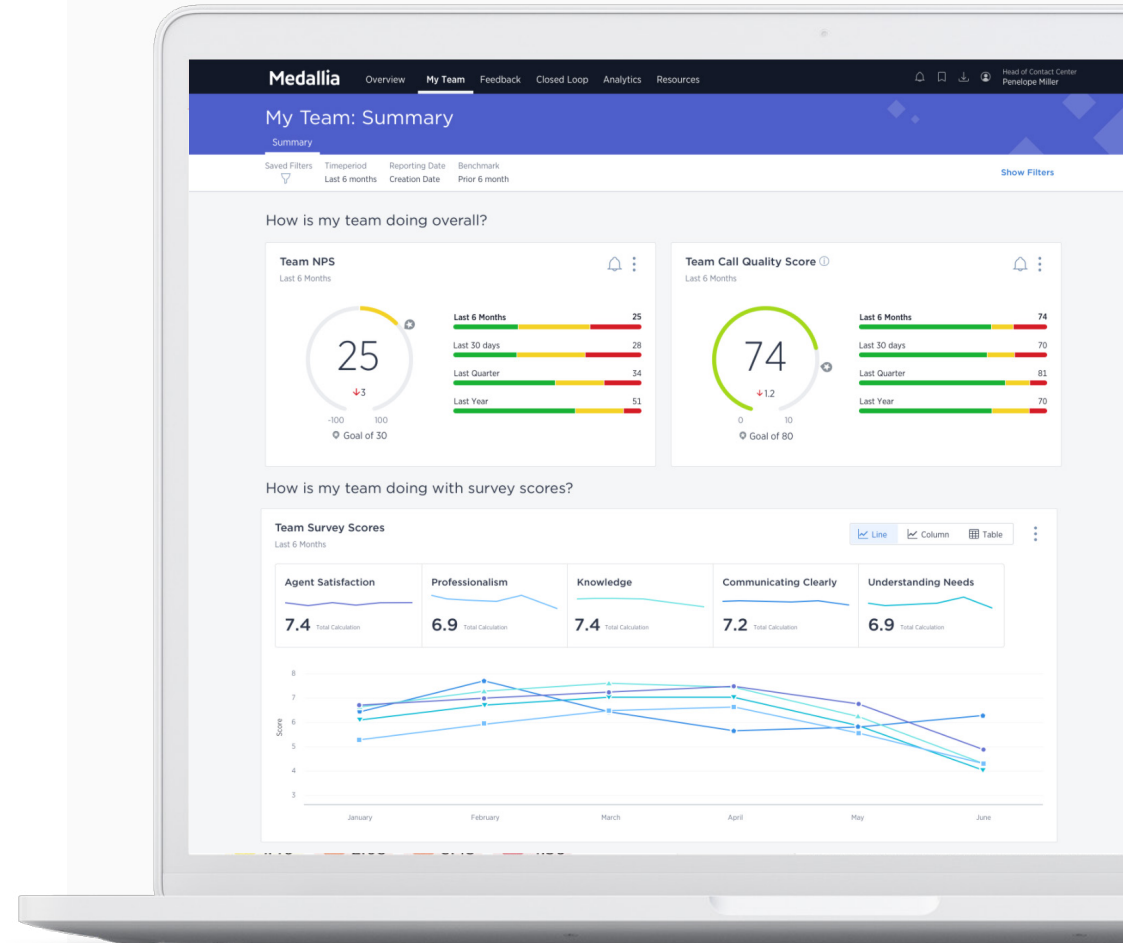 Medallia Overview My Team Feedback Closed Loop Analytics Resources
Head of Contact Center
Penelope Miller
My Team: Summary
Summary
Saved Filters Timeperiod Reporting Date Benchmark
Last 6 months Creation Date Prior 6 month
Show Filters
How is my team doing overall?
Team NPS
Last 6 Months
25
3
-100 100
Goal of 30
Last 6 Months 25
Last 30 days 28
Last Quarter 34
Last Year 51
Team Call Quality Score
Last 6 Months
74
1.2
0 10
Goal of 80
Last 6 Months 74
Last 30 days 70
Last Quarter 81
Last Year 70
How is my team doing with survey scores?
Team Survey Scores
Last 6 Months
Line Column Table
Agent Satisfaction
7.4 Total Calculation
Professionalism
6.9 Total Calculation
Knowledge
7.4 Total Calculation
Communicating Clearly
7.2 Total Calculation
Understanding Needs
6.9 Total Calculation
Score
8
7
6
5
4
3
January February March April May June